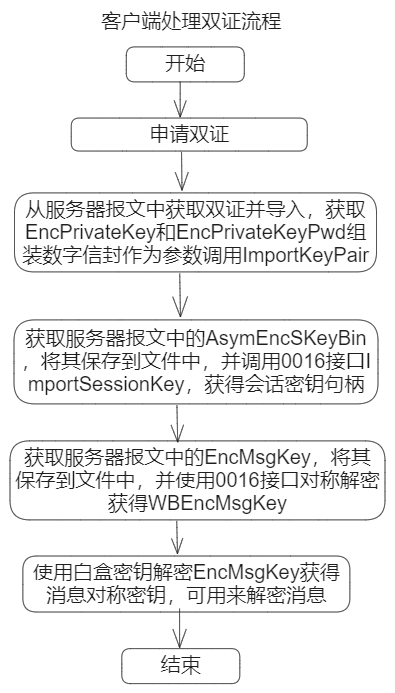 客户端处理双证流程
开始
申请双证
从服务器报文中获取双证并导入，获取
EncPrivateKey和EncPrivateKeyPwd组
装数字信封作为参数调用ImportKeyPair
获取服务器报文中的AsymEncSKeyBin
，将其保存到文件中，并调用0016接口I
mportSessionKey，获得会话密钥句柄
获取服务器报文中的EncMsgKey，将其
保存到文件中，并使用0016接口对称解密
获得WBEncMsgKey
使用白盒密钥解密EncMsgKey获得
消息对称密钥，可用来解密消息
结束